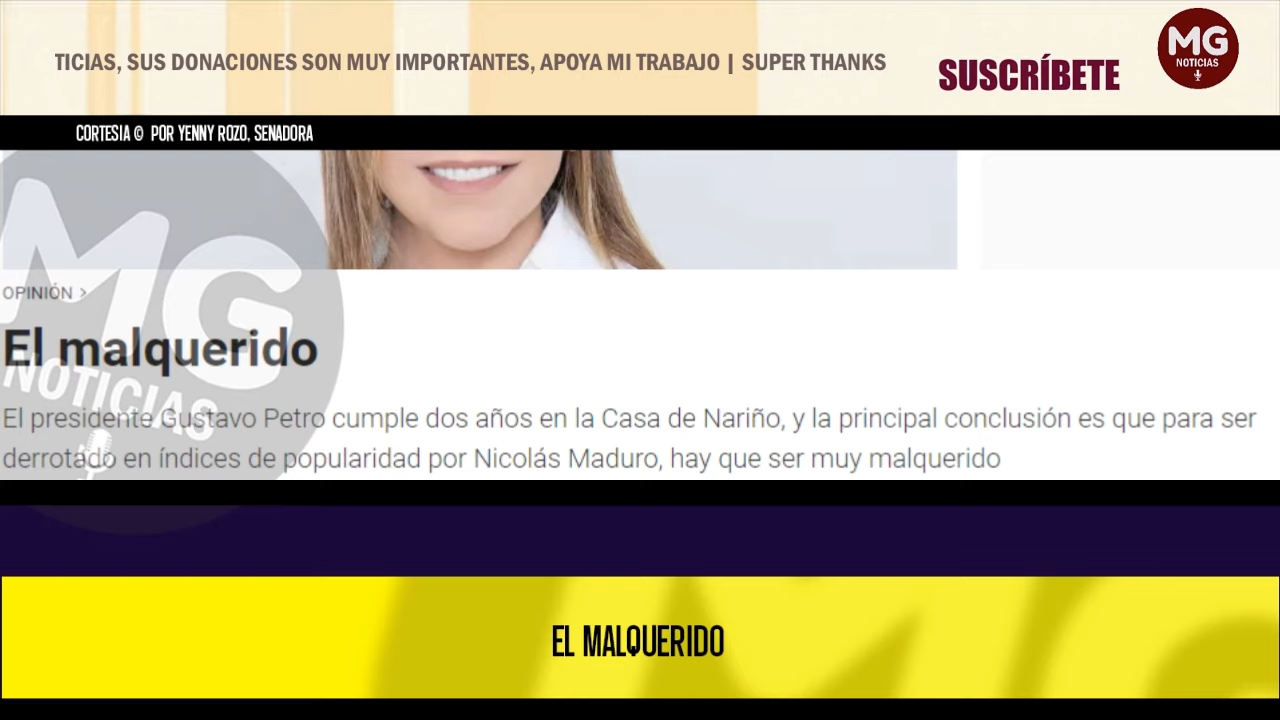 TICIAS, SUS DONACIONES SON MUY IMPORTANTES, APOYA MI TRABAJO | SUPER THANKS
SUSCRÍBETE
MG
NOTICIAS
CORTESIA © POR YENNY ROZO, SENADORA
MG
NOTICIAS
OPINIÓN >
El malquerido
El presidente Gustavo Petro cumple dos años en la Casa de Nariño, y la principal conclusión es que para ser
derrotado en índices de popularidad por Nicolás Maduro, hay que ser muy malquerido
EL MALQUERIDO